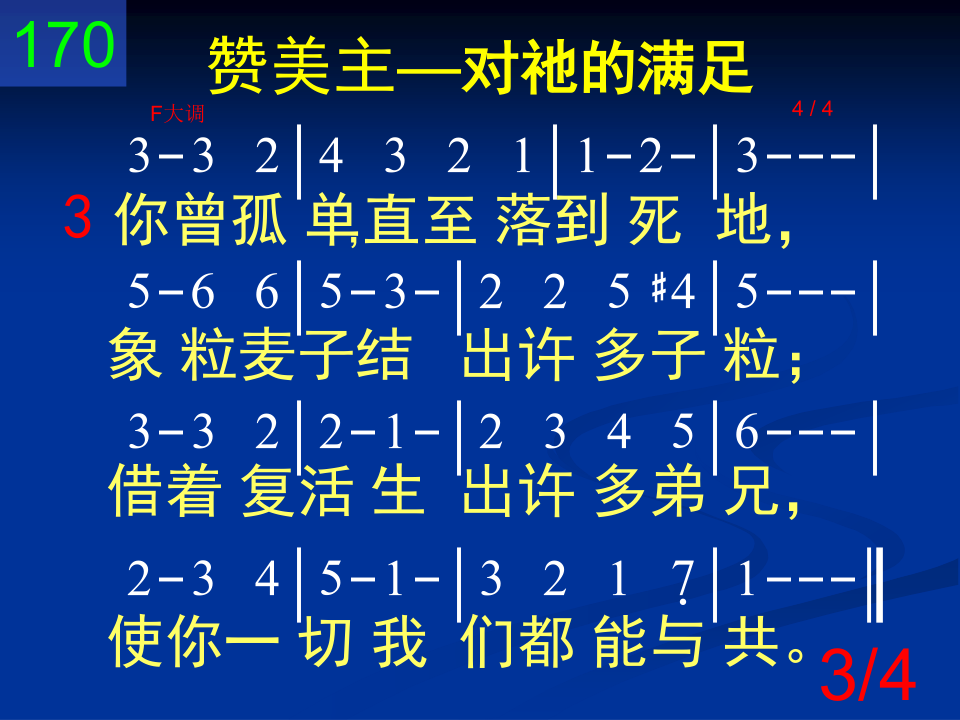 170
赞美主—对祂的满足
F大调 4 / 4
3-3 2|4 3 2 1|1-2-|3---|
3 你曾孤 单,直至 落到 死 地，
5-6 6|5-3-|2 2 5 #4|5---|
象 粒麦子结 出许 多子 粒；
3-3 2|2-1-|2 3 4 5|6---|
借着 复活 生 出许 多弟 兄，
2-3 4|5-1-|3 2 1 7̣|1---‖
使你一 切 我 们都 能与 共。
3/4